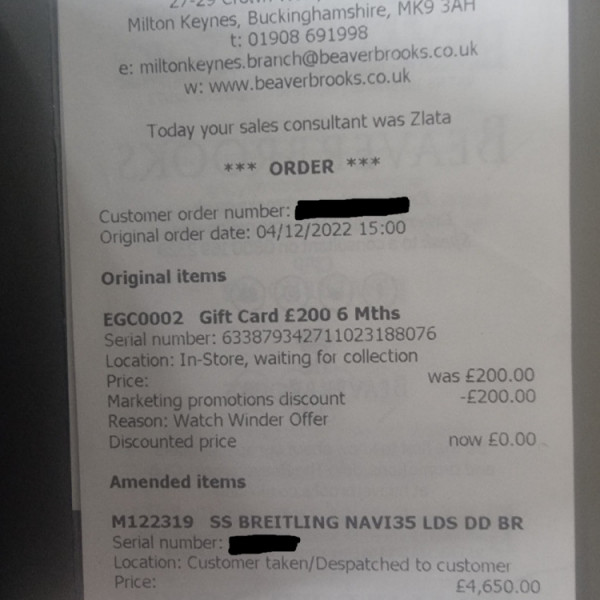 Milton Keynes, Buckinghamshire, MK9 3AH
t: 01908 691998
e: miltonkeynes.branch@beaverbrooks.co.uk
w: www.beaverbrooks.co.uk
Today your sales consultant was Zlata
*** ORDER ***
Customer order number:
Original order date: 04/12/2022 15:00
Original items
EGC0002 Gift Card £200 6 Mths
Serial number: 633879342711023188076
Location: In-Store, waiting for collection
Price: was £200.00
Marketing promotions discount -£200.00
Reason: Watch Winder Offer
Discounted price now £0.00
Amended items
M122319 SS BREITLING NAVI35 LDS DD BR
Serial number:
Location: Customer taken/Despatched to customer
Price: £4,650.00